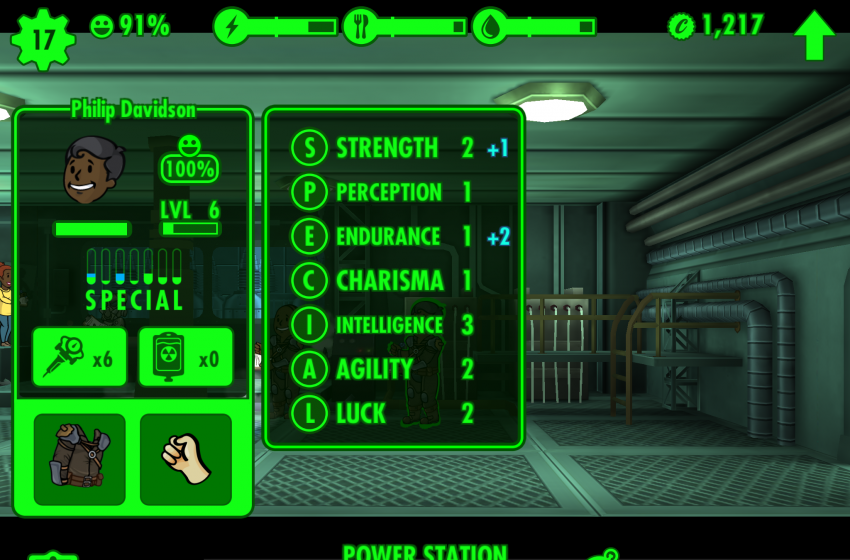 17
91%
1,217
Philip Davidson
100%
LVL 6
SPECIAL
x6
x0
S STRENGTH 2 +1
P PERCEPTION 1
E ENDURANCE 1 +2
C CHARISMA 1
I INTELLIGENCE 3
A AGILITY 2
L LUCK 2
POWER STATION